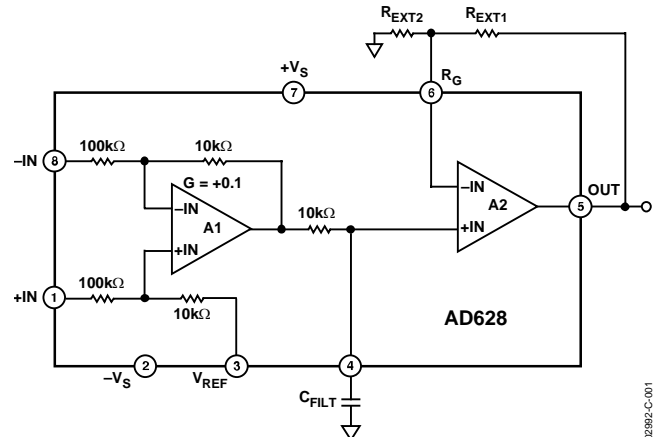 R_EXT2
R_EXT1
+V_S
R_G
7
6
100kΩ
10kΩ
–IN
8
G = +0.1
–IN
A1
+IN
10kΩ
–IN
A2
+IN
OUT
5
100kΩ
+IN
1
10kΩ
AD628
2
3
4
–V_S
V_REF
C_FILT
02992-C-001